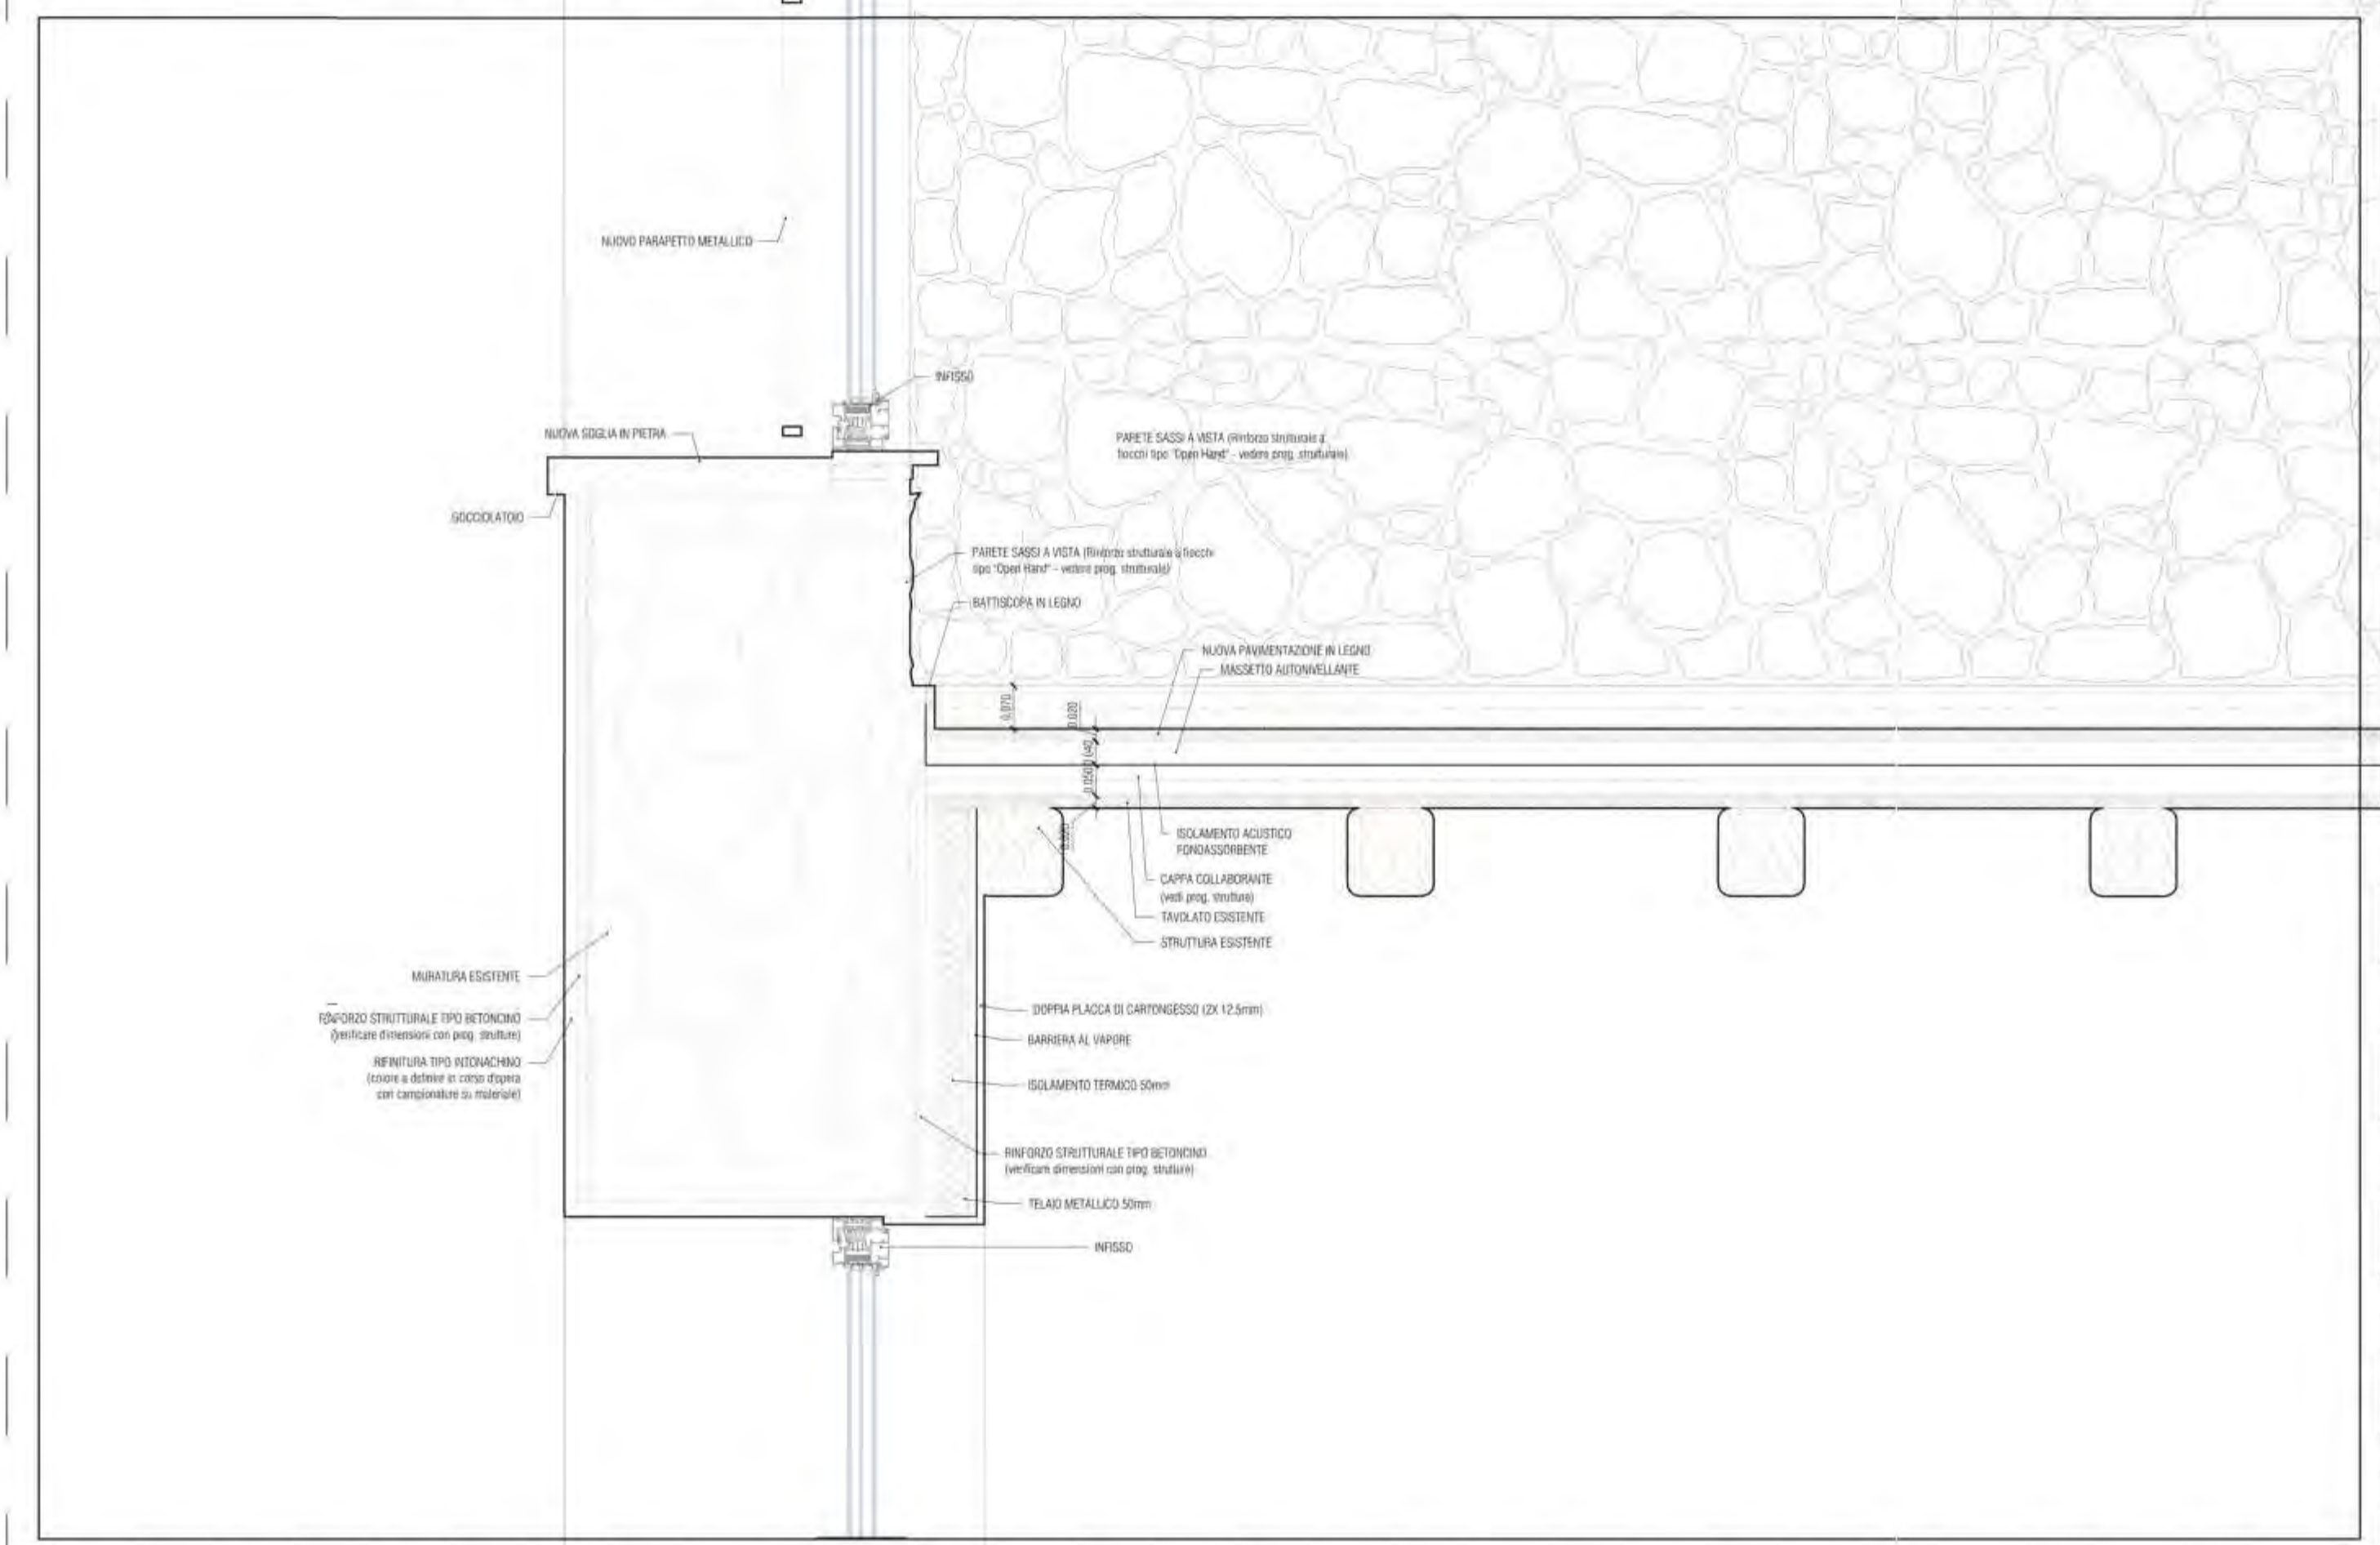 NUOVO PARAPETTO METALLICO
INFISSO
NUOVA SOGLIA IN PIETRA
PARETE SASSI A VISTA (Rinforzo strutturale a
fiocchi tipo "Open Hand" - vedere prog. strutturale)
GOCCIOLATOIO
PARETE SASSI A VISTA (Rinforzo strutturale a fiocchi
tipo "Open Hand" - vedere prog. strutturale)
BATTISCOPA IN LEGNO
NUOVA PAVIMENTAZIONE IN LEGNO
MASSETTO AUTONIVELLANTE
0.070
0.020
ISOLAMENTO ACUSTICO
FONOASSORBENTE
CAPPA COLLABORANTE
(vedi prog. strutture)
TAVOLATO ESISTENTE
STRUTTURA ESISTENTE
MURATURA ESISTENTE
RINFORZO STRUTTURALE TIPO BETONCINO
(verificare dimensioni con prog. strutture)
RIFINITURA TIPO INTONACHINO
(colore a definire in corso d'opera
con campionature su materiale)
DOPPIA PLACCA DI CARTONGESSO (2X 12.5mm)
BARRIERA AL VAPORE
ISOLAMENTO TERMICO 50mm
RINFORZO STRUTTURALE TIPO BETONCINO
(verificare dimensioni con prog. strutture)
TELAIO METALLICO 50mm
INFISSO